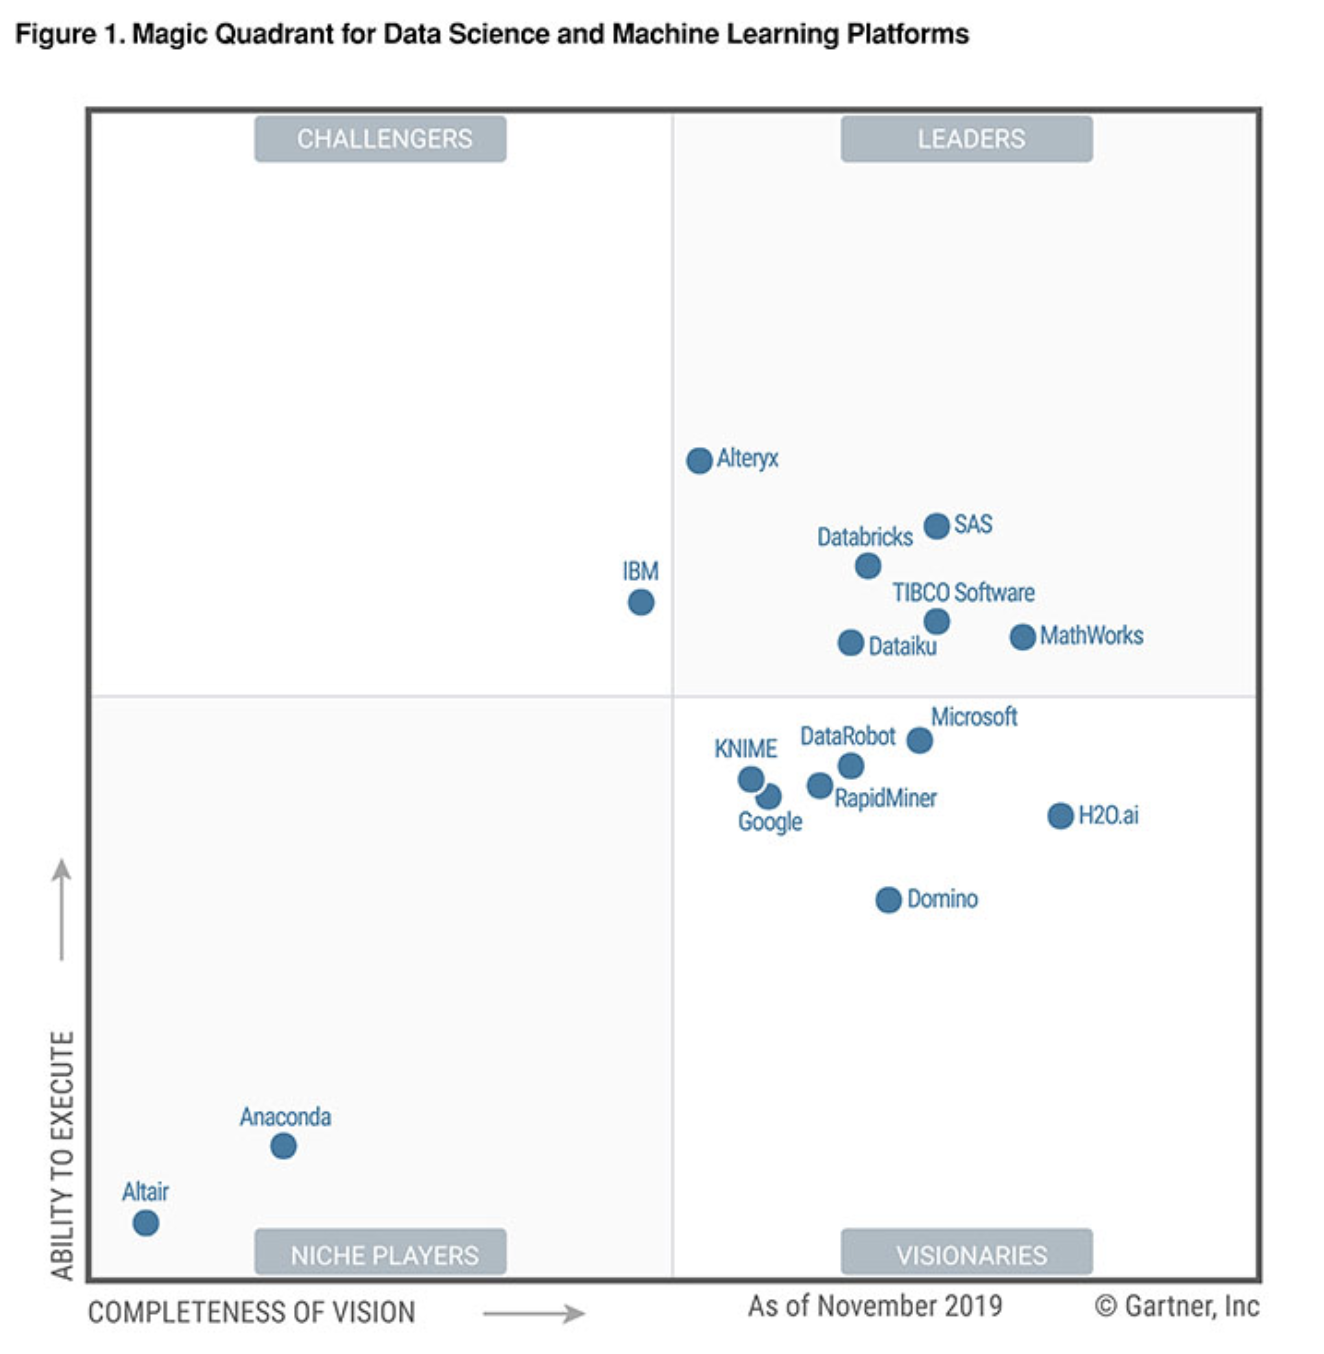 Figure 1. Magic Quadrant for Data Science and Machine Learning Platforms
CHALLENGERS
LEADERS
Alteryx
SAS
Databricks
IBM
TIBCO Software
MathWorks
Dataiku
Microsoft
DataRobot
KNIME
RapidMiner
Google
H2O.ai
Domino
Anaconda
Altair
NICHE PLAYERS
VISIONARIES
ABILITY TO EXECUTE
COMPLETENESS OF VISION
As of November 2019
© Gartner, Inc